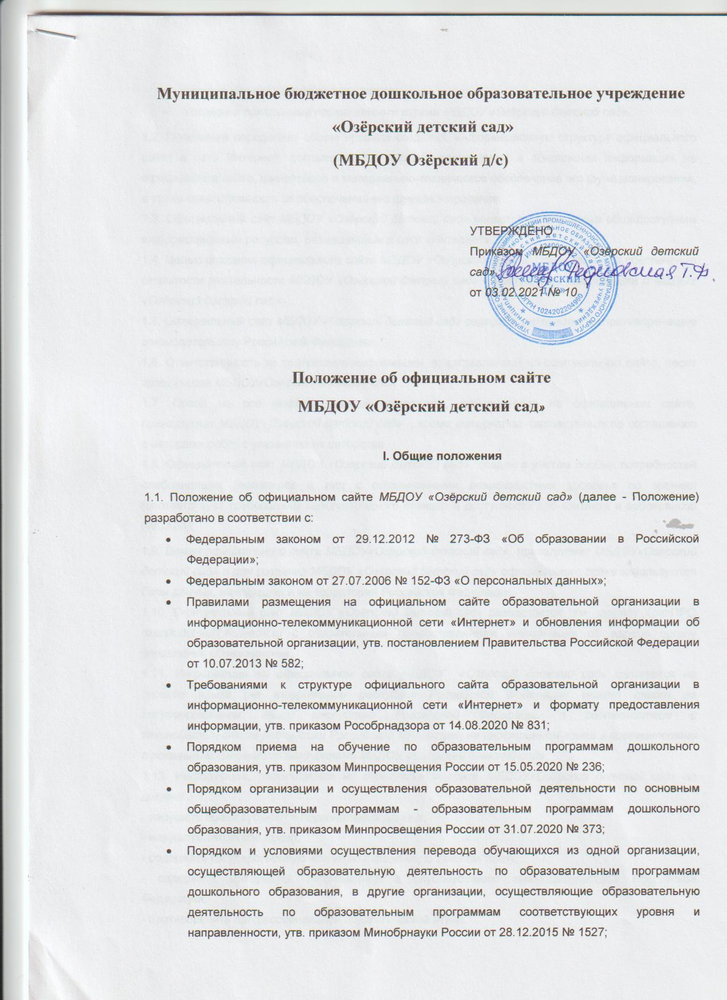 Муниципальное бюджетное дошкольное образовательное учреждение
«Озёрский детский сад»
(МБДОУ Озёрский д/с)
УТВЕРЖДЕНО
Приказом МБДОУ «Озёрский детский
сад»
от 03.02.2021 № 10
МБДОУ
«Озёрский
д/с»
ОГРН 1024202204960
Положение об официальном сайте
МБДОУ «Озёрский детский сад»
I. Общие положения
1.1. Положение об официальном сайте МБДОУ «Озёрский детский сад» (далее - Положение)
разработано в соответствии с:
• Федеральным законом от 29.12.2012 № 273-ФЗ «Об образовании в Российской
Федерации»;
• Федеральным законом от 27.07.2006 № 152-ФЗ «О персональных данных»;
• Правилами размещения на официальном сайте образовательной организации в
информационно-телекоммуникационной сети «Интернет» и обновления информации об
образовательной организации, утв. постановлением Правительства Российской Федерации
от 10.07.2013 № 582;
• Требованиями к структуре официального сайта образовательной организации в
информационно-телекоммуникационной сети «Интернет» и формату предоставления
информации, утв. приказом Рособрнадзора от 14.08.2020 № 831;
• Порядком приема на обучение по образовательным программам дошкольного
образования, утв. приказом Минпросвещения России от 15.05.2020 № 236;
• Порядком организации и осуществления образовательной деятельности по основным
общеобразовательным программам - образовательным программам дошкольного
образования, утв. приказом Минпросвещения России от 31.07.2020 № 373;
• Порядком и условиями осуществления перевода обучающихся из одной организации,
осуществляющей образовательную деятельность по образовательным программам
дошкольного образования, в другие организации, осуществляющие образовательную
деятельность по образовательным программам соответствующих уровня и
направленности, утв. приказом Минобрнауки России от 28.12.2015 № 1527;